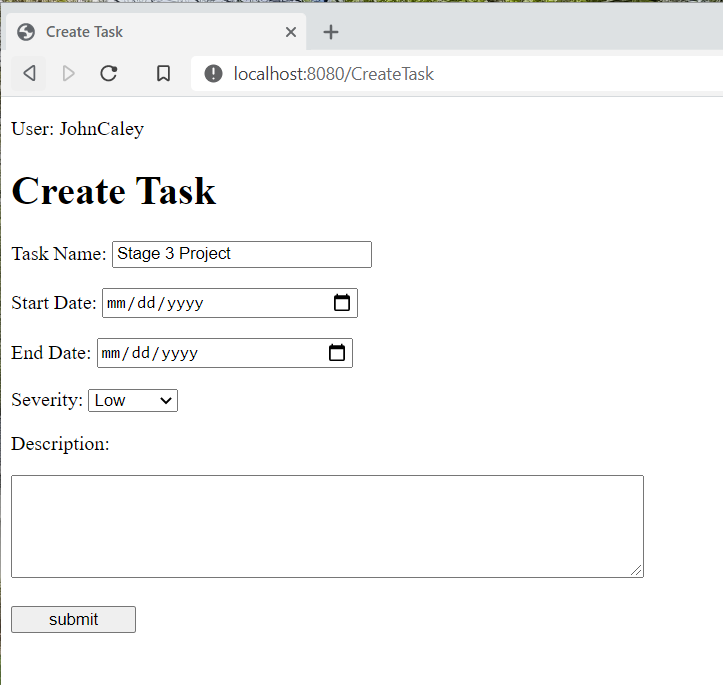 Create Task
localhost:8080/CreateTask
User: JohnCaley
Create Task
Task Name: Stage 3 Project
Start Date: mm/dd/yyyy
End Date: mm/dd/yyyy
Severity: Low
Description:
submit